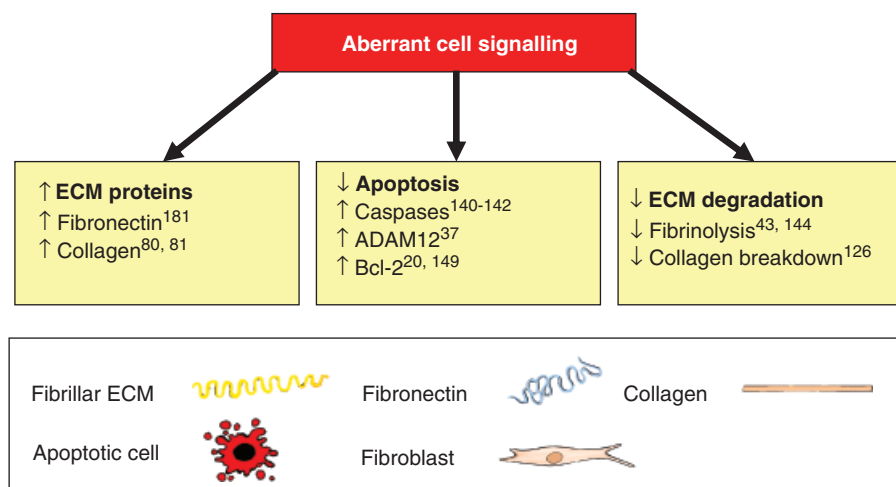 Aberrant cell signalling
↑ ECM proteins
↑ Fibronectin181
↑ Collagen80, 81
↓ Apoptosis
↑ Caspases140-142
↑ ADAM1237
↑ Bcl-220, 149
↓ ECM degradation
↓ Fibrinolysis43, 144
↓ Collagen breakdown126
Fibrillar ECM
Fibronectin
Collagen
Apoptotic cell
Fibroblast